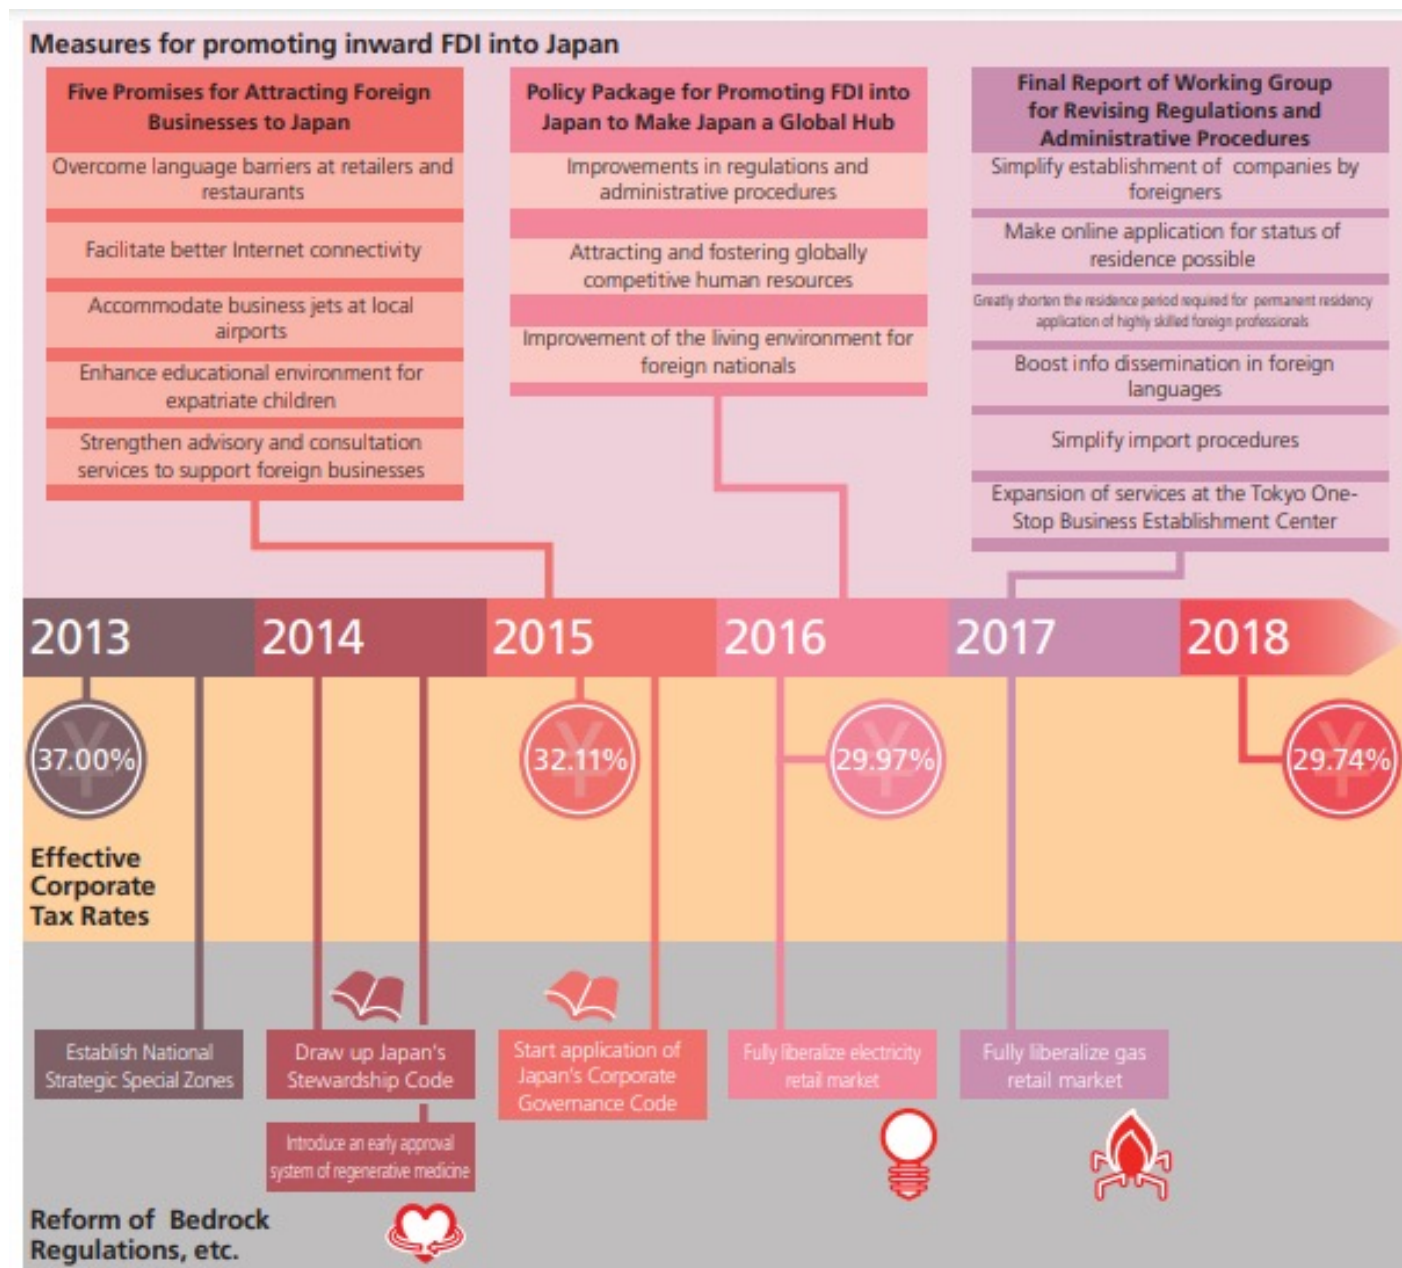 Measures for promoting inward FDI into Japan
Five Promises for Attracting Foreign
Businesses to Japan
Overcome language barriers at retailers and
restaurants
Facilitate better Internet connectivity
Accommodate business jets at local
airports
Enhance educational environment for
expatriate children
Strengthen advisory and consultation
services to support foreign businesses
Policy Package for Promoting FDI into
Japan to Make Japan a Global Hub
Improvements in regulations and
administrative procedures
Attracting and fostering globally
competitive human resources
Improvement of the living environment for
foreign nationals
Final Report of Working Group
for Revising Regulations and
Administrative Procedures
Simplify establishment of companies by
foreigners
Make online application for status of
residence possible
Greatly shorten the residence period required for permanent residency
application of highly skilled foreign professionals
Boost info dissemination in foreign
languages
Simplify import procedures
Expansion of services at the Tokyo One-
Stop Business Establishment Center
2013
2014
2015
2016
2017
2018
¥
37.00%
¥
32.11%
¥
29.97%
¥
29.74%
Effective
Corporate
Tax Rates
Establish National
Strategic Special Zones
Draw up Japan's
Stewardship Code
Introduce an early approval
system of regenerative medicine
Start application of
Japan's Corporate
Governance Code
Fully liberalize electricity
retail market
Fully liberalize gas
retail market
Reform of Bedrock
Regulations, etc.